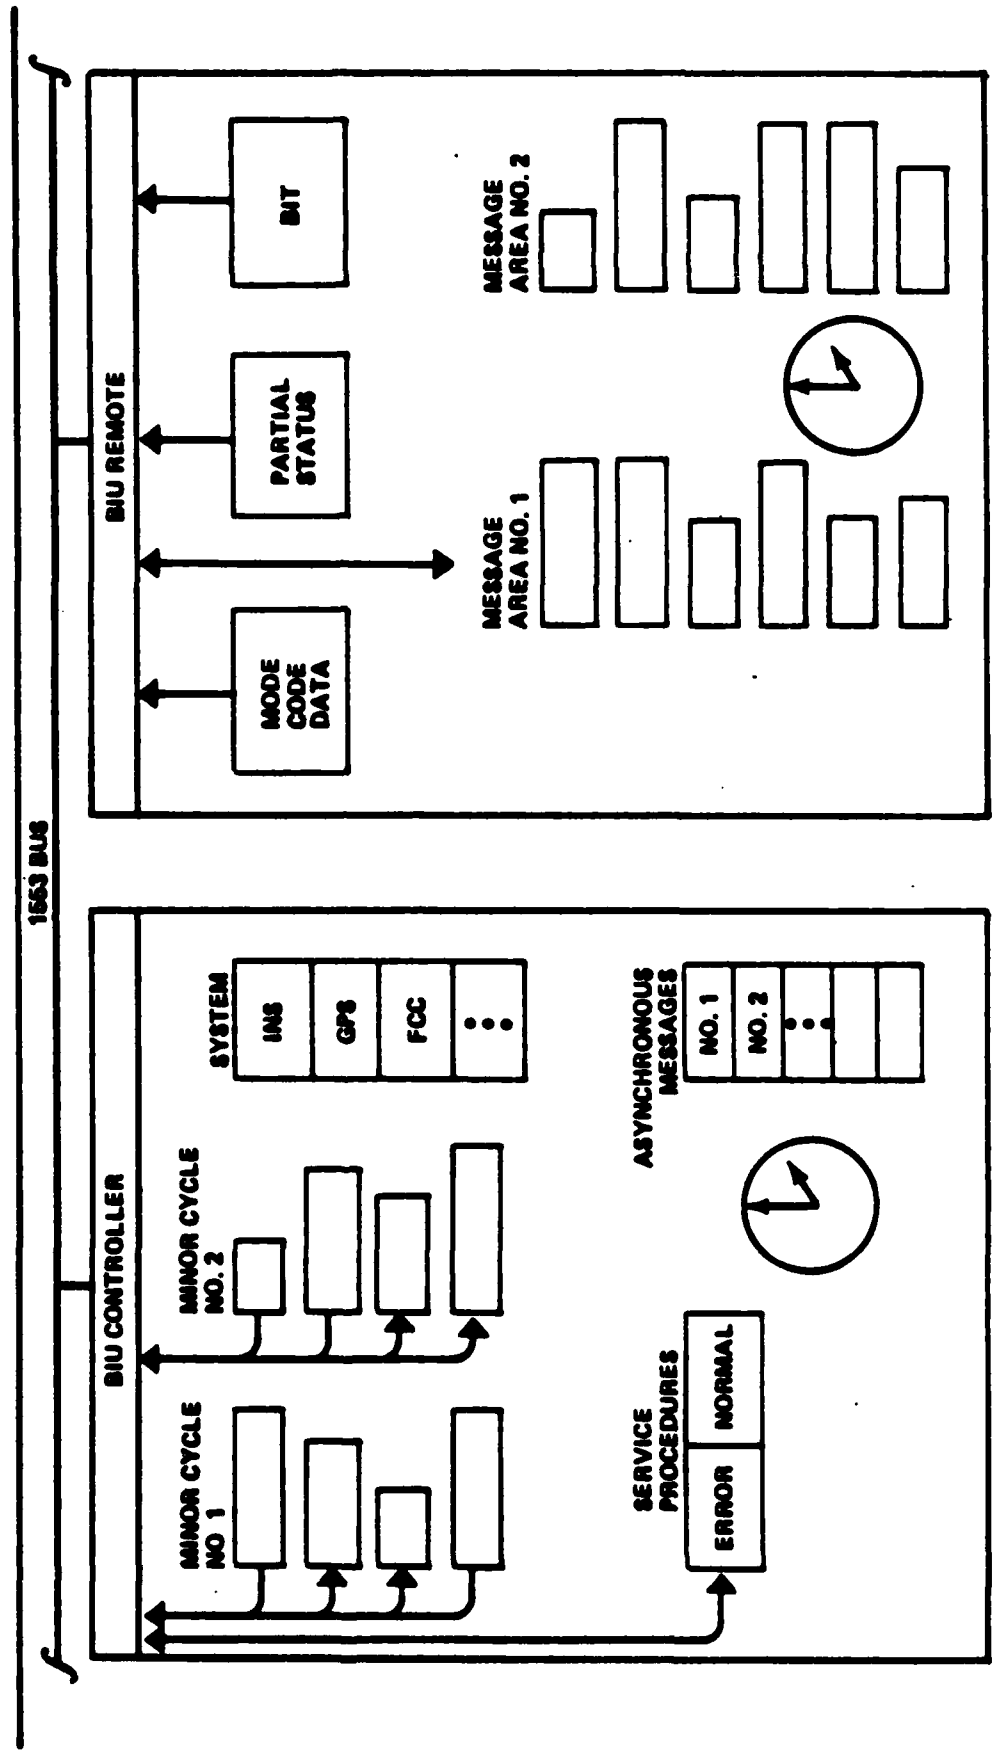 1553 BUS
BIU CONTROLLER
MINOR CYCLE
NO 1
MINOR CYCLE
NO. 2
SYSTEM
INS
GPS
FCC
SERVICE
PROCEDURES
ERROR
NORMAL
ASYNCHRONOUS
MESSAGES
NO. 1
NO. 2
BIU REMOTE
MODE
CODE
DATA
PARTIAL
STATUS
BIT
MESSAGE
AREA NO. 1
MESSAGE
AREA NO. 2